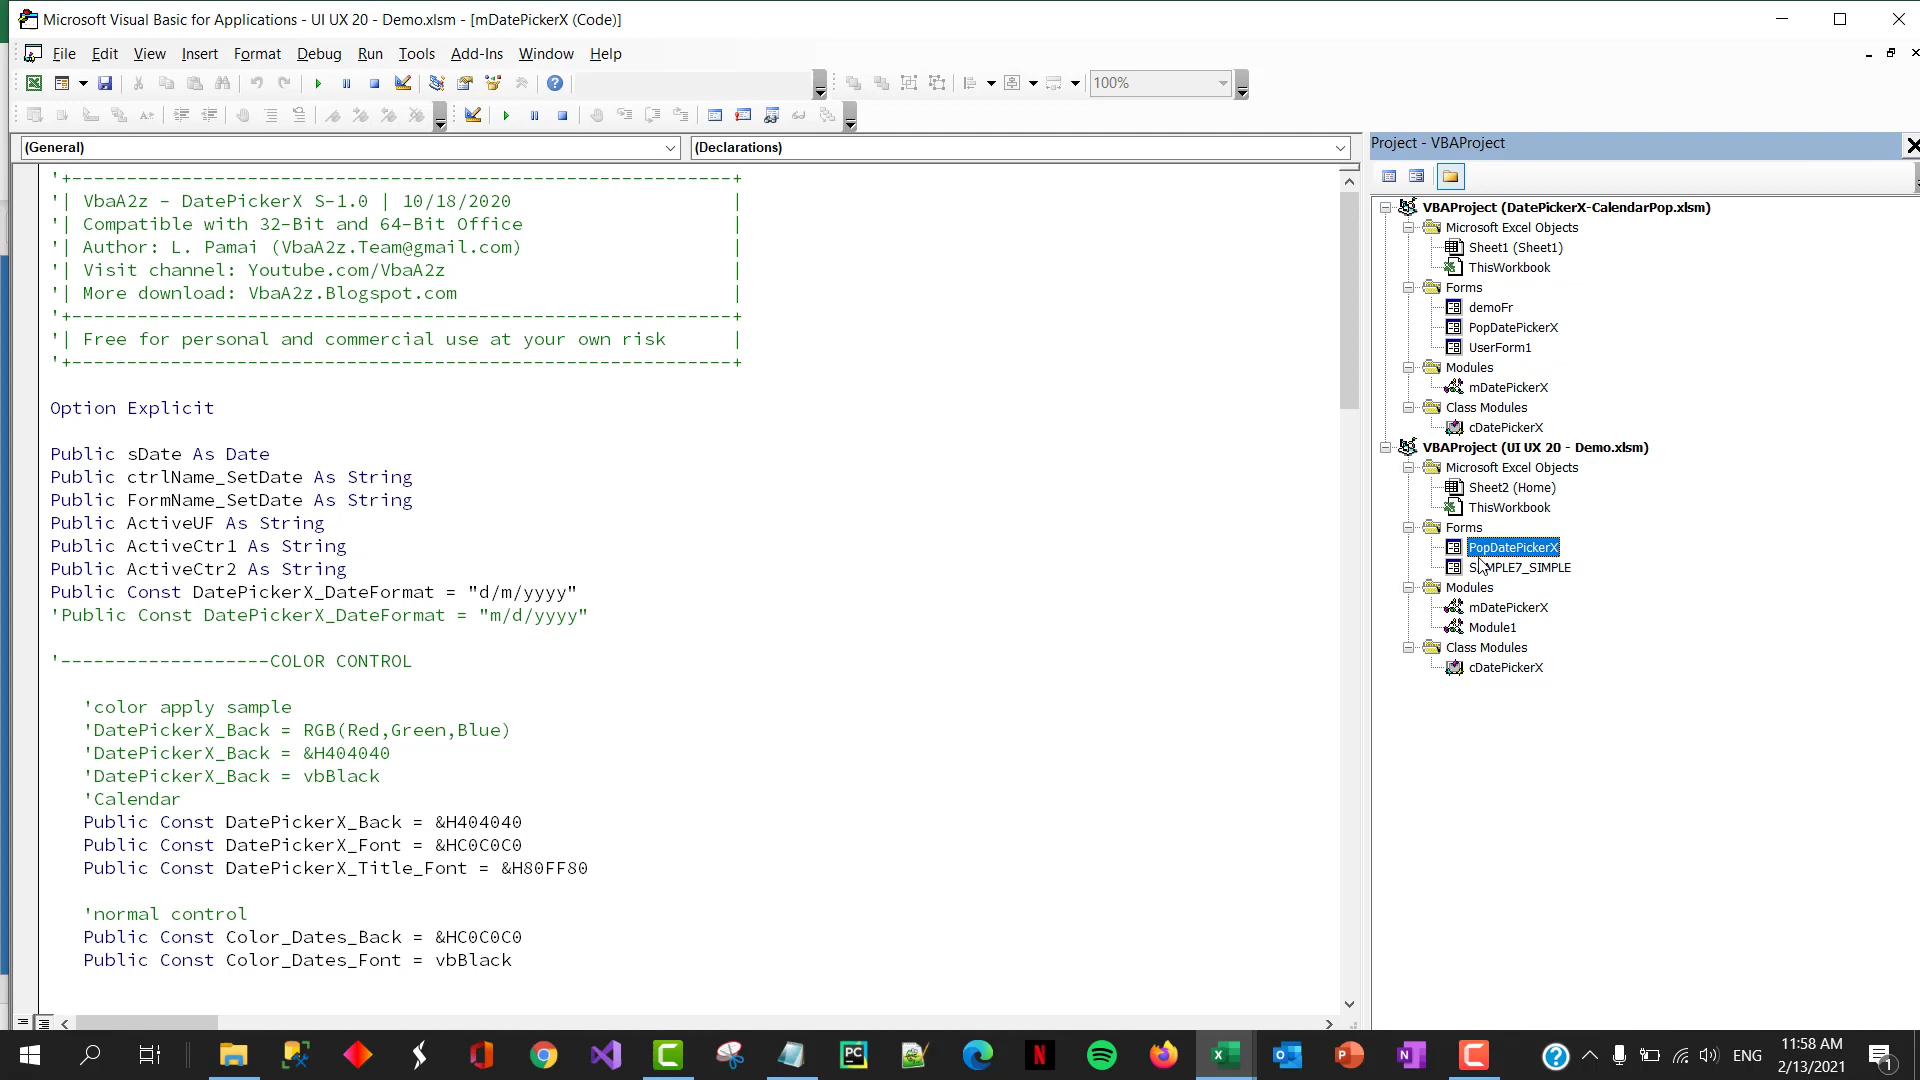 Microsoft Visual Basic for Applications - UI UX 20 - Demo.xlsm - [mDatePickerX (Code)]
File Edit View Insert Format Debug Run Tools Add-Ins Window Help
100%
(General)
(Declarations)
'+-------------------------------------------------------------+
'| VbaA2z - DatePickerX S-1.0 | 10/18/2020 |
'| Compatible with 32-Bit and 64-Bit Office
'| Author: L. Pamai (VbaA2z.Team@gmail.com)
'| Visit channel: Youtube.com/VbaA2z
'| More download: VbaA2z.Blogspot.com |
'+-------------------------------------------------------------+
'| Free for personal and commercial use at your own risk |
'+-------------------------------------------------------------+
Option Explicit
Public sDate As Date
Public ctrlName_SetDate As String
Public FormName_SetDate As String
Public ActiveUF As String
Public ActiveCtr1 As String
Public ActiveCtr2 As String
Public Const DatePickerX_DateFormat = "d/m/yyyy"
'Public Const DatePickerX_DateFormat = "m/d/yyyy"
'-------------------COLOR CONTROL
'color apply sample
'DatePickerX_Back = RGB(Red,Green,Blue)
'DatePickerX_Back = &H404040
'DatePickerX_Back = vbBlack
'Calendar
Public Const DatePickerX_Back = &H404040
Public Const DatePickerX_Font = &HC0C0C0
Public Const DatePickerX_Title_Font = &H80FF80
'normal control
Public Const Color_Dates_Back = &HC0C0C0
Public Const Color_Dates_Font = vbBlack
Project - VBAProject
VBAProject (DatePickerX-CalendarPop.xlsm)
Microsoft Excel Objects
Sheet1 (Sheet1)
ThisWorkbook
Forms
demoFr
PopDatePickerX
UserForm1
Modules
mDatePickerX
Class Modules
cDatePickerX
VBAProject (UI UX 20 - Demo.xlsm)
Microsoft Excel Objects
Sheet2 (Home)
ThisWorkbook
Forms
PopDatePickerX
SAMPLE7_SIMPLE
Modules
mDatePickerX
Module1
Class Modules
cDatePickerX
PC
N
ENG
11:58 AM
2/13/2021
1